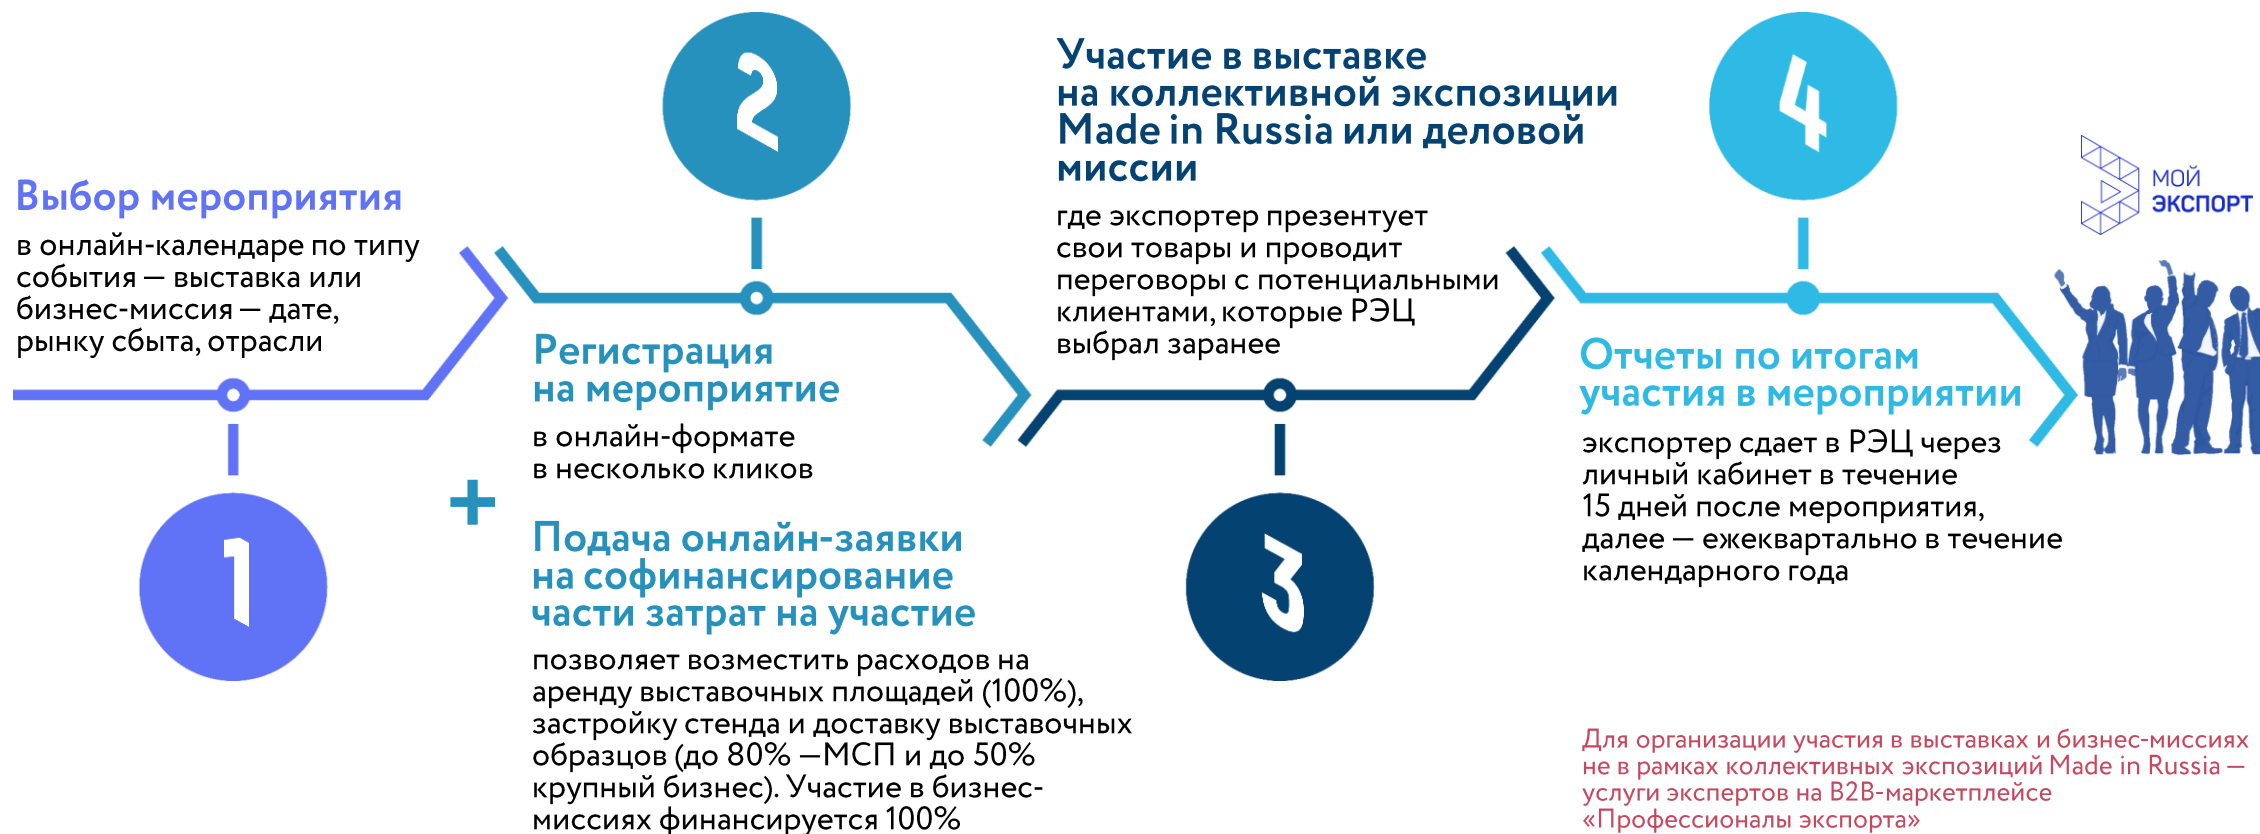 Выбор мероприятия
в онлайн-календаре по типу
события — выставка или
бизнес-миссия — дате,
рынку сбыта, отрасли
1
2
Регистрация
на мероприятие
в онлайн-формате
в несколько кликов
+
Подача онлайн-заявки
на софинансирование
части затрат на участие
позволяет возместить расходов на
аренду выставочных площадей (100%),
застройку стенда и доставку выставочных
образцов (до 80% —МСП и до 50%
крупный бизнес). Участие в бизнес-
миссиях финансируется 100%
Участие в выставке
на коллективной экспозиции
Made in Russia или деловой
миссии
где экспортер презентует
свои товары и проводит
переговоры с потенциальными
клиентами, которые РЭЦ
выбрал заранее
3
4
Отчеты по итогам
участия в мероприятии
экспортер сдает в РЭЦ через
личный кабинет в течение
15 дней после мероприятия,
далее — ежеквартально в течение
календарного года
МОЙ
ЭКСПОРТ
Для организации участия в выставках и бизнес-миссиях
не в рамках коллективных экспозиций Made in Russia —
услуги экспертов на B2B-маркетплейсе
«Профессионалы экспорта»